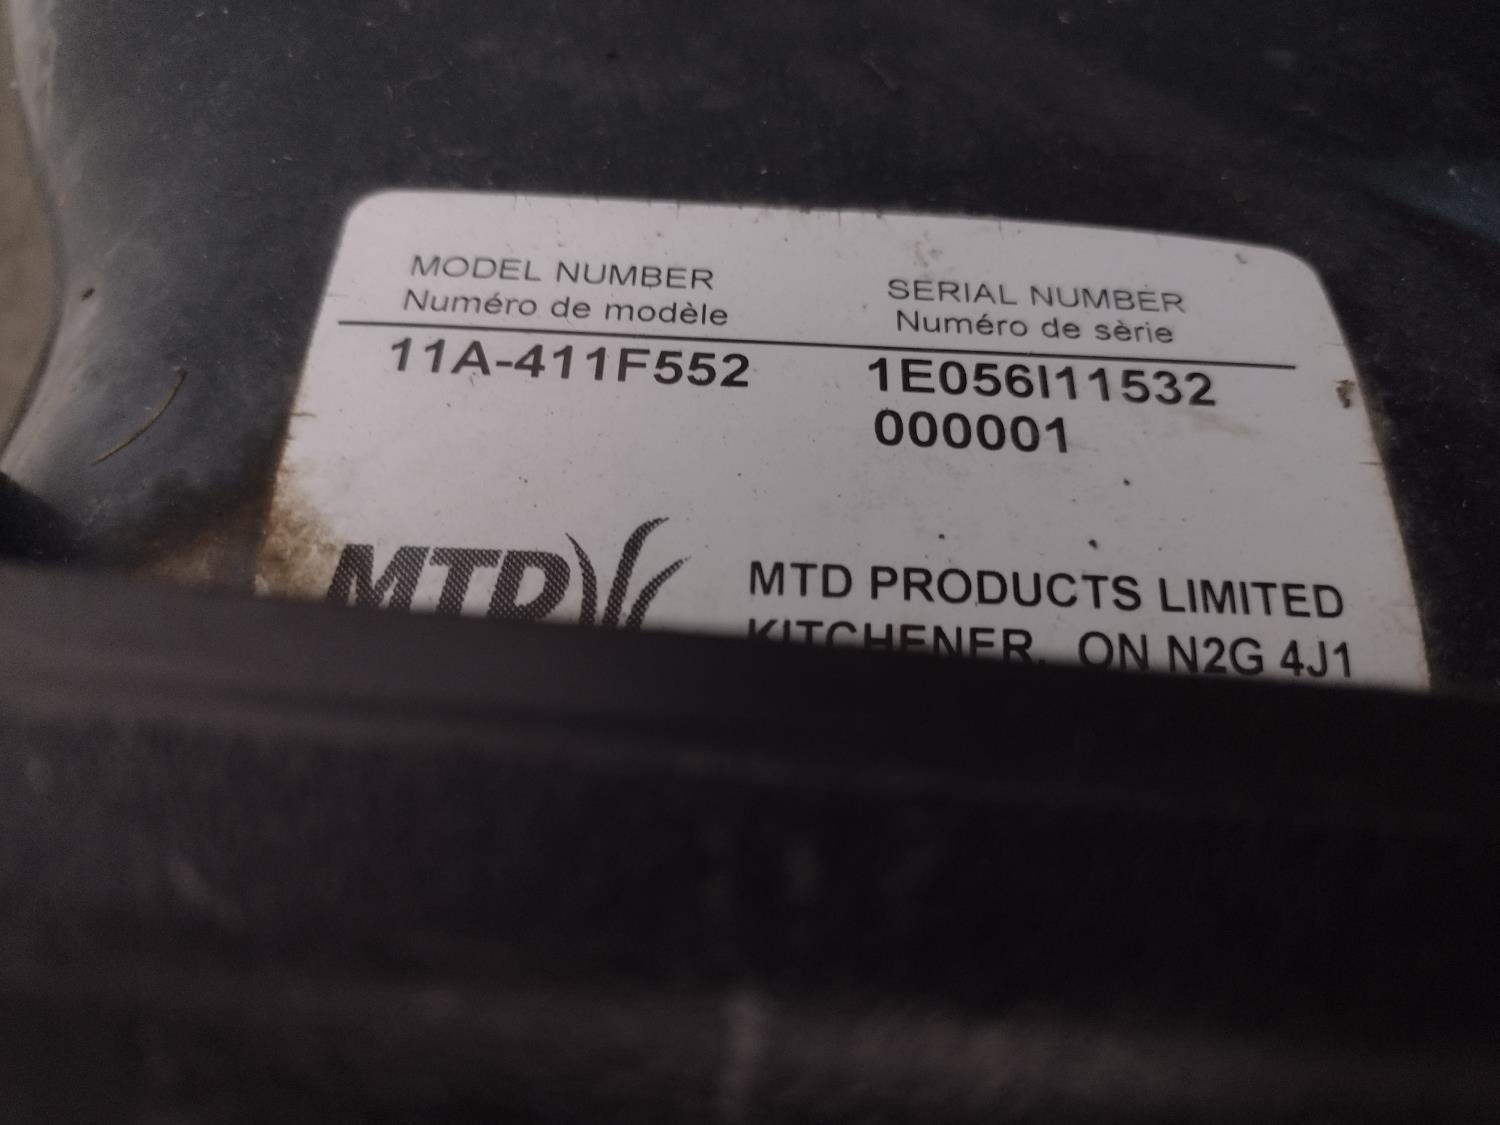 MODEL NUMBER
Numéro de modèle
11A-411F552
SERIAL NUMBER
Numéro de sèrie
1E056I11532
000001
MTD
MTD PRODUCTS LIMITED
KITCHENER, ON N2G 4J1